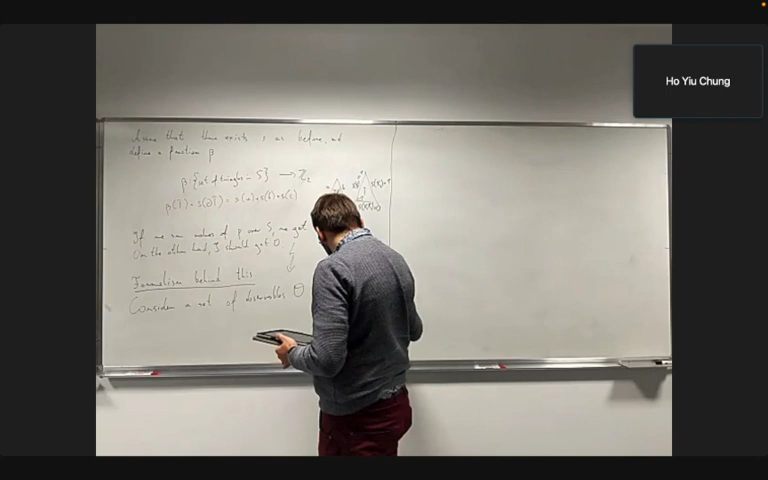 Assume that there exists s as before, and
define a function β
β: {set of triangles in S} → Z₂
β(T) = s(∂T) = s(a)+s(b)+s(c)
If we sum values of β over S, we get
On the other hand, I should get 0.
Formalism behind this
Consider a set of observables O
Ho Yiu Chung